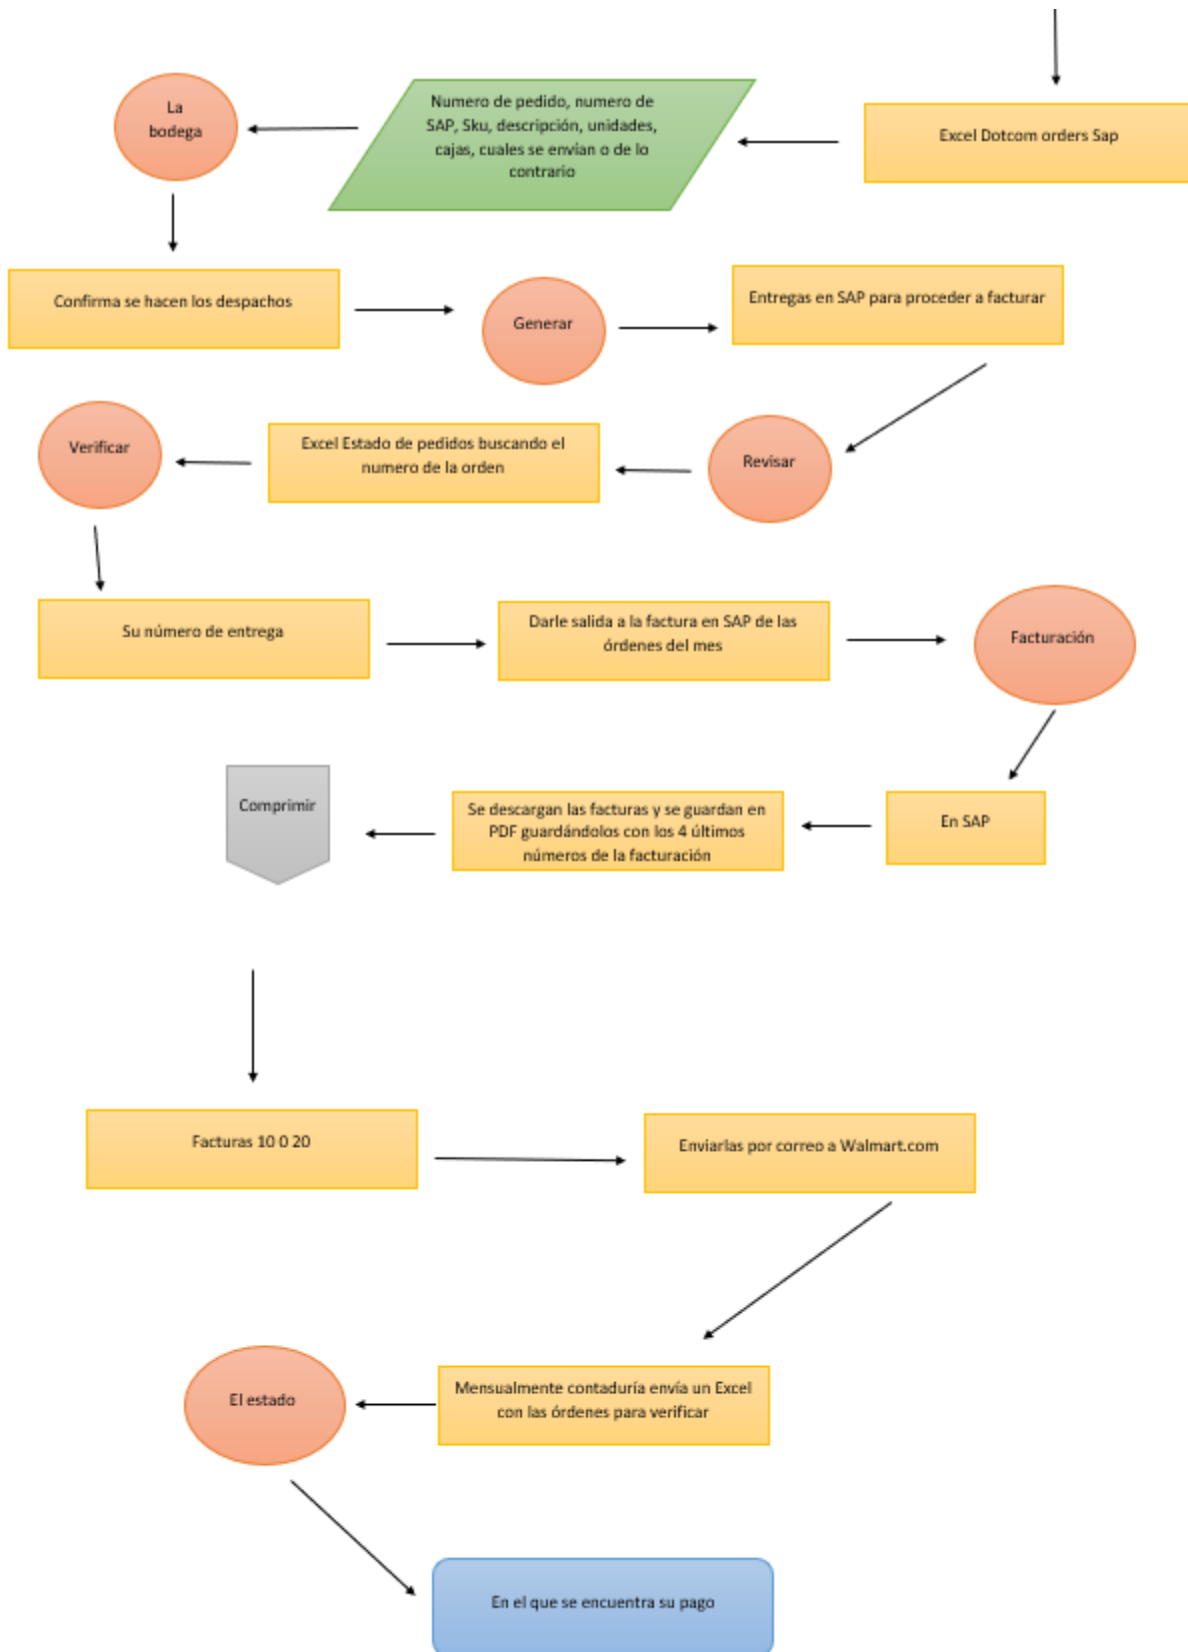 Excel Dotcom orders Sap
Numero de pedido, numero de
SAP, Sku, descripción, unidades,
cajas, cuales se envían o de lo
contrario
La
bodega
Confirma se hacen los despachos
Generar
Entregas en SAP para proceder a facturar
Revisar
Excel Estado de pedidos buscando el
numero de la orden
Verificar
Su número de entrega
Darle salida a la factura en SAP de las
órdenes del mes
Facturación
En SAP
Se descargan las facturas y se guardan en
PDF guardándolos con los 4 últimos
números de la facturación
Comprimir
Facturas 10 0 20
Enviarlas por correo a Walmart.com
Mensualmente contaduría envía un Excel
con las órdenes para verificar
El estado
En el que se encuentra su pago